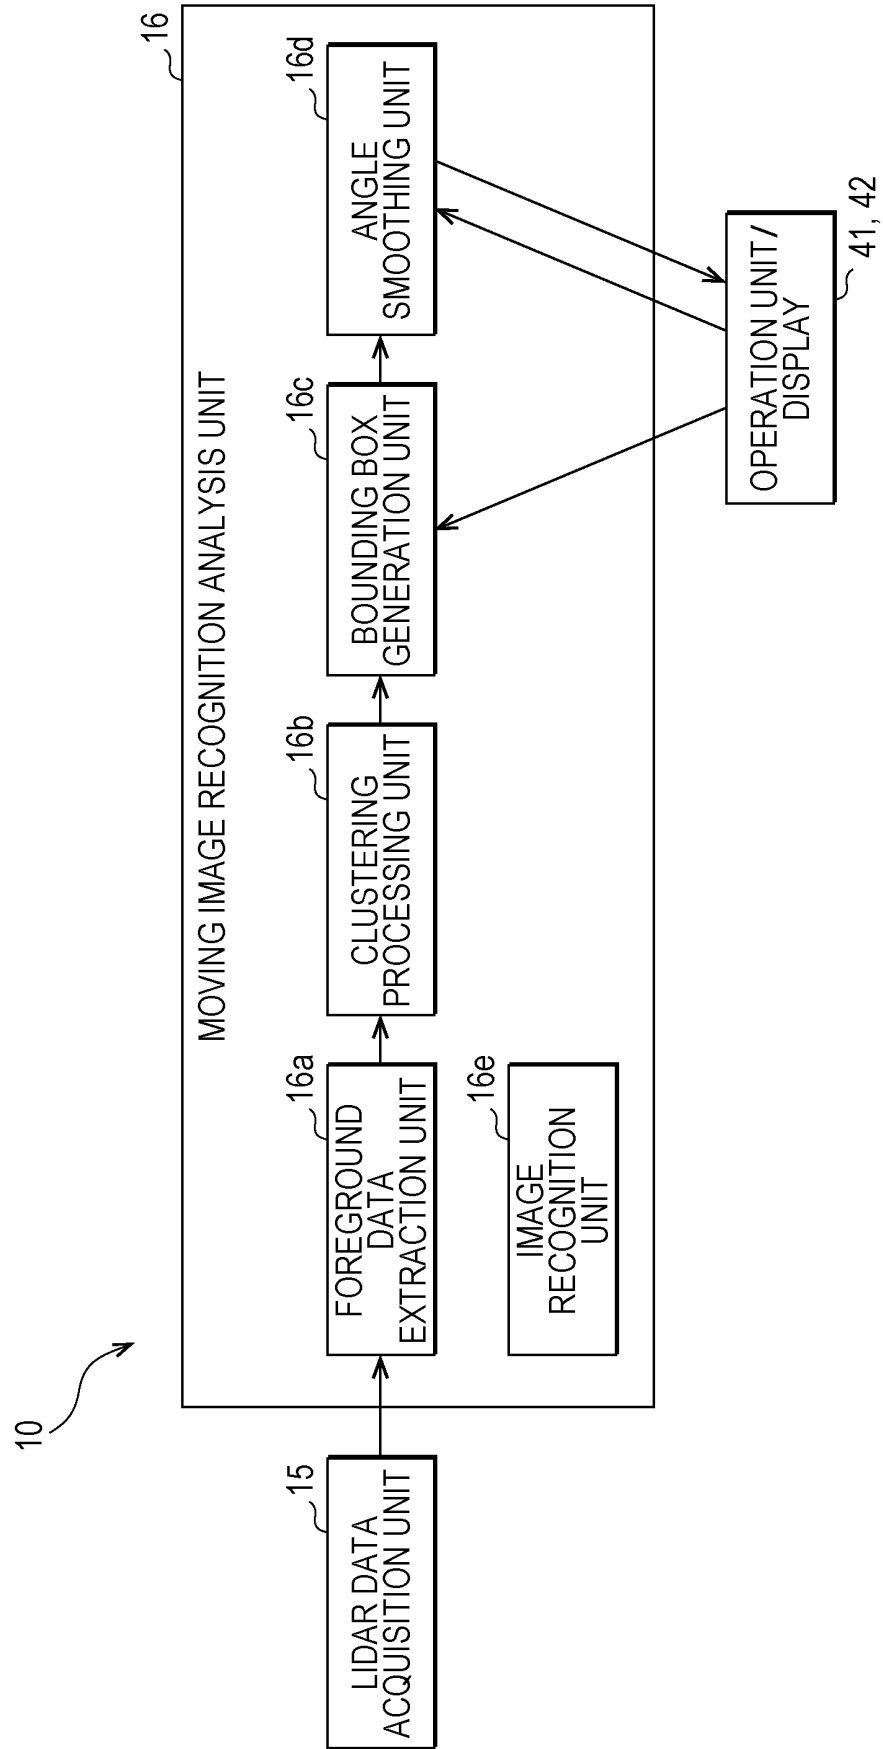 10
16
MOVING IMAGE RECOGNITION ANALYSIS UNIT
15
LIDAR DATA
ACQUISITION UNIT
16a
FOREGROUND
DATA
EXTRACTION UNIT
16b
CLUSTERING
PROCESSING UNIT
16c
BOUNDING BOX
GENERATION UNIT
16d
ANGLE
SMOOTHING UNIT
16e
IMAGE
RECOGNITION
UNIT
OPERATION UNIT/
DISPLAY
41, 42